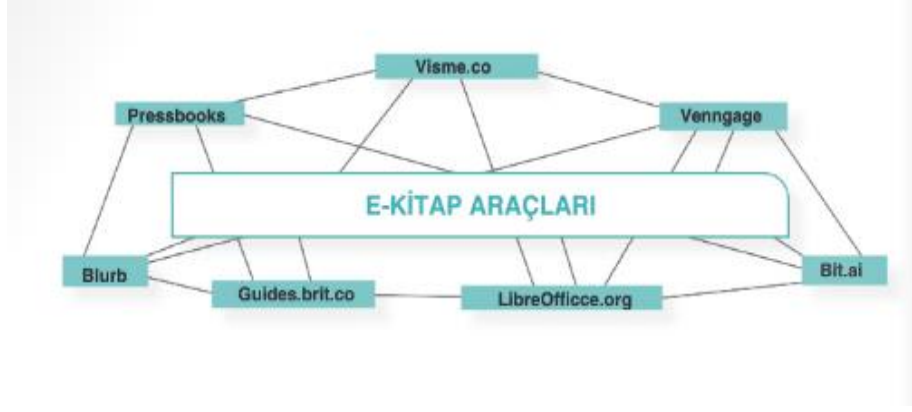 Visme.co
Pressbooks
Venngage
E-KİTAP ARAÇLARI
Blurb
Guides.brit.co
LibreOfficce.org
Bit.ai